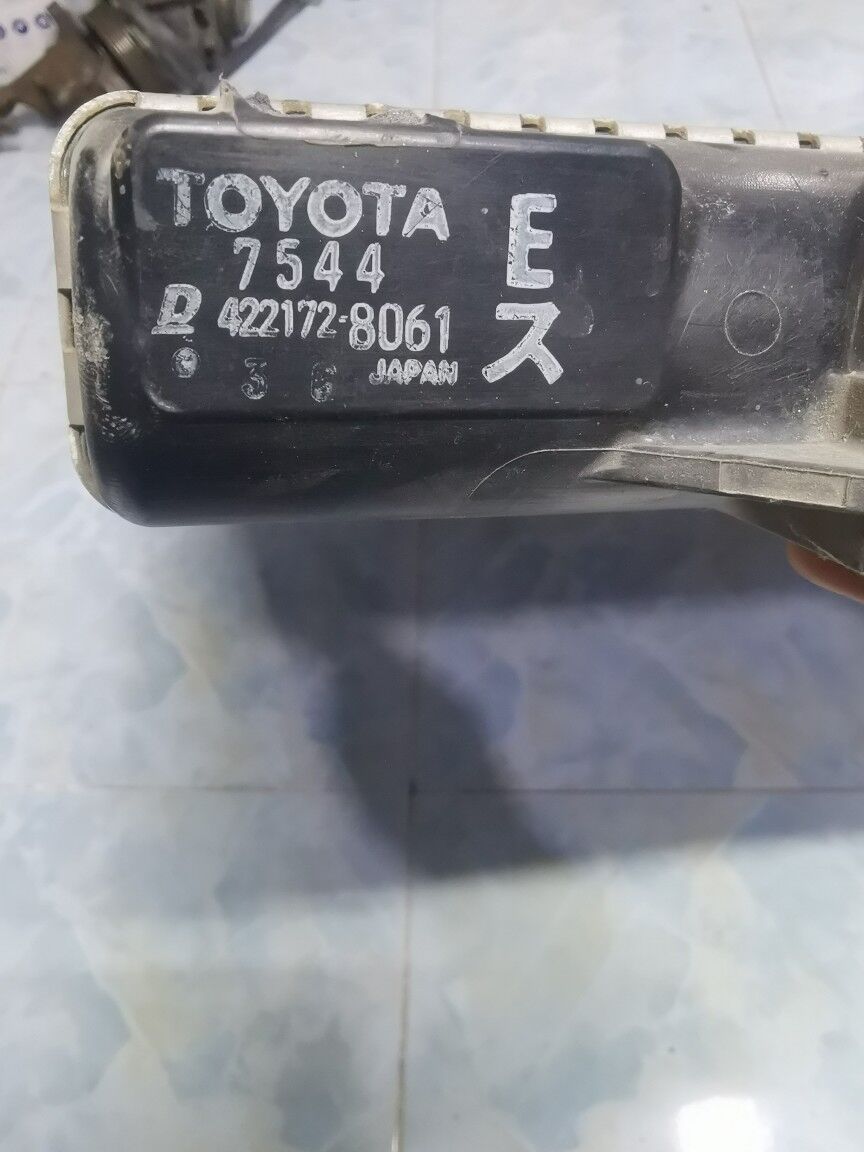 TOYOTA
7544
D 422172-8061
3 6 JAPAN
E
ス